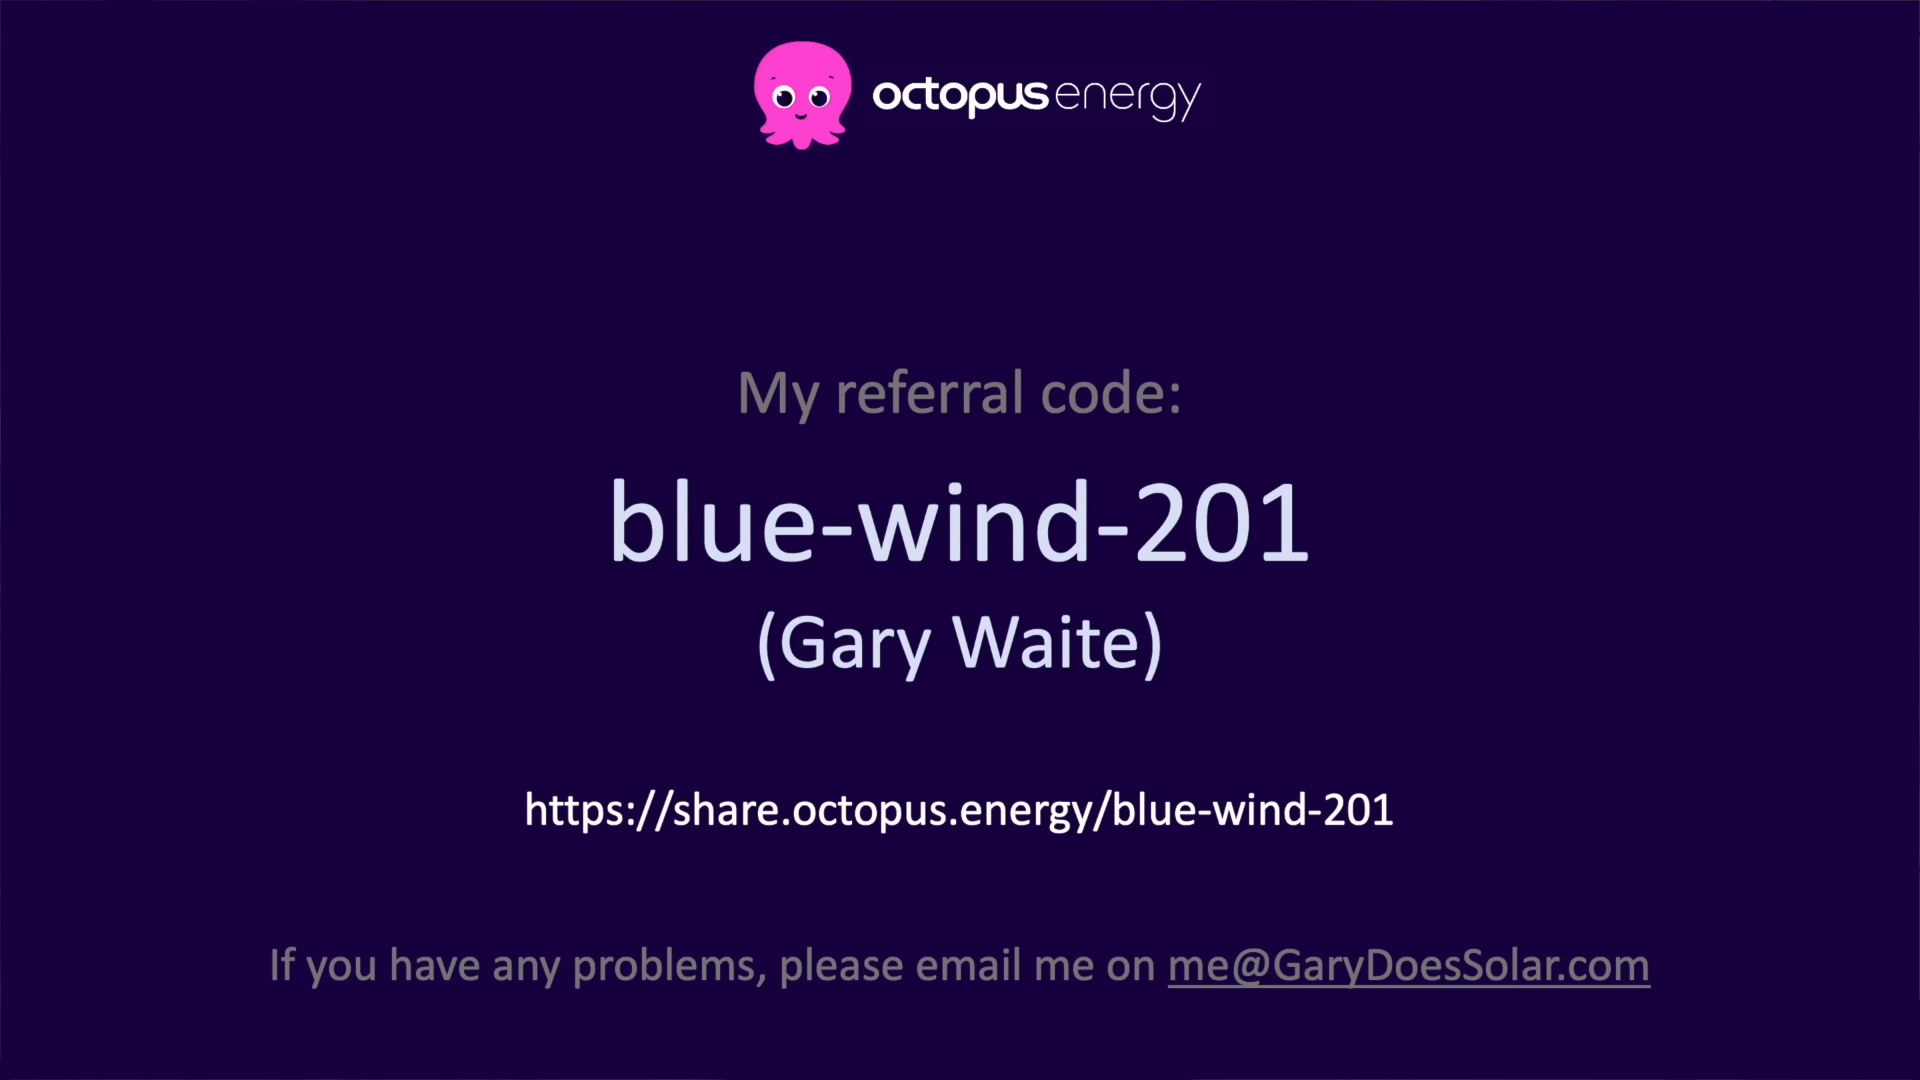 octopus energy
My referral code:
blue-wind-201
(Gary Waite)
https://share.octopus.energy/blue-wind-201
If you have any problems, please email me on me@GaryDoesSolar.com